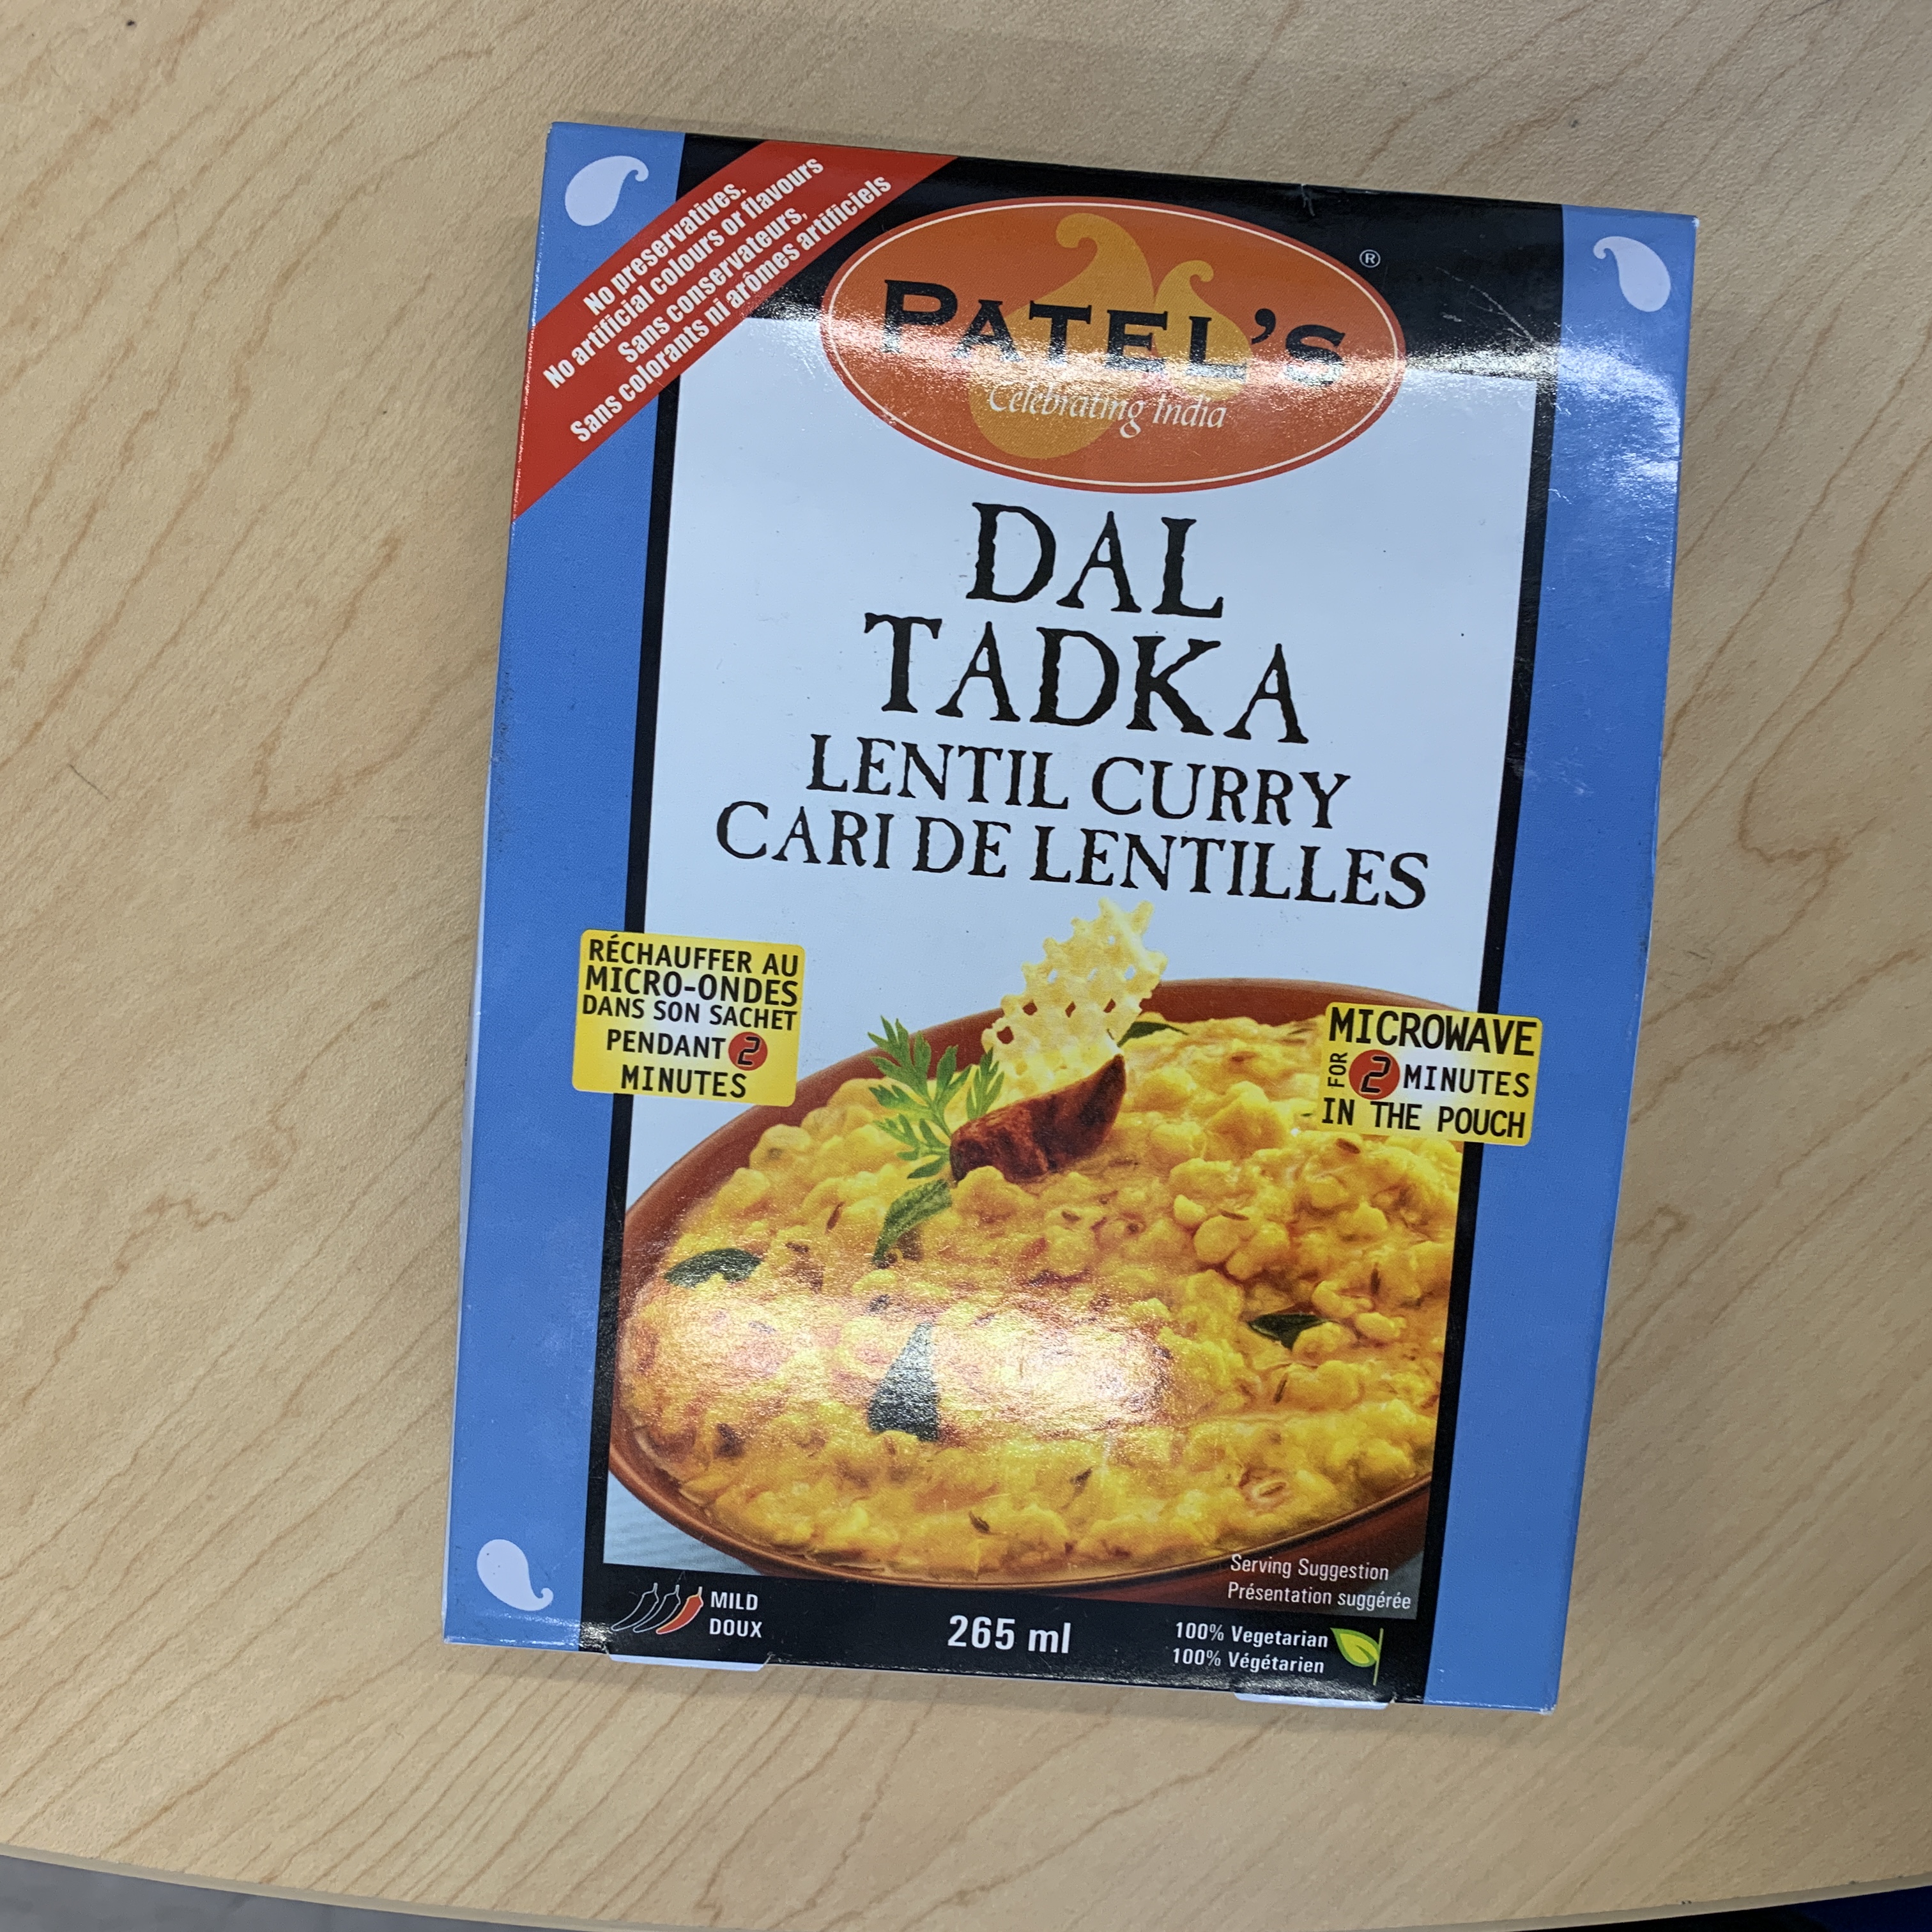 No preservatives.
No artificial colours or flavours
Sans conservateurs,
Sans colorants ni arômes artificiels
PATEL'S
®
Celebrating India
DAL
TADKA
LENTIL CURRY
CARI DE LENTILLES
RÉCHAUFFER AU
MICRO-ONDES
DANS SON SACHET
PENDANT 2
MINUTES
MICROWAVE
FOR 2 MINUTES
IN THE POUCH
Serving Suggestion
Présentation suggérée
MILD
DOUX
265 ml
100% Vegetarian
100% Végétarien